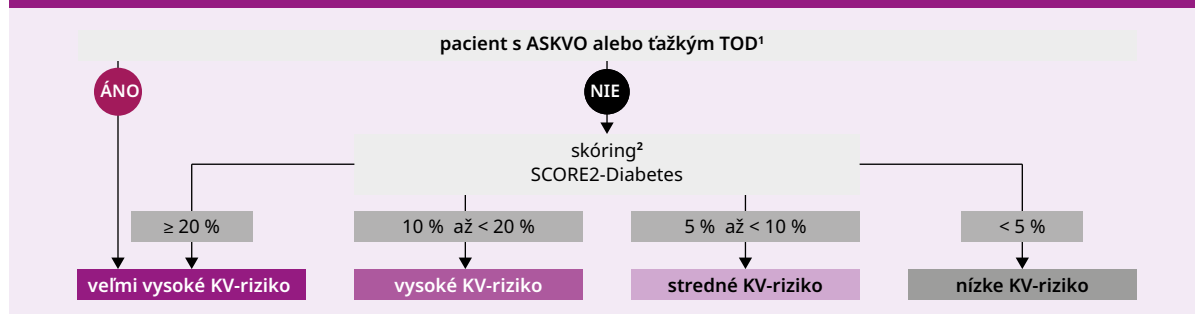 pacient s ASKVO alebo ťažkým TOD¹
ÁNO
NIE
skóring²
SCORE2-Diabetes
≥ 20 %
10 % až < 20 %
5 % až < 10 %
< 5 %
veľmi vysoké KV-riziko
vysoké KV-riziko
stredné KV-riziko
nízke KV-riziko